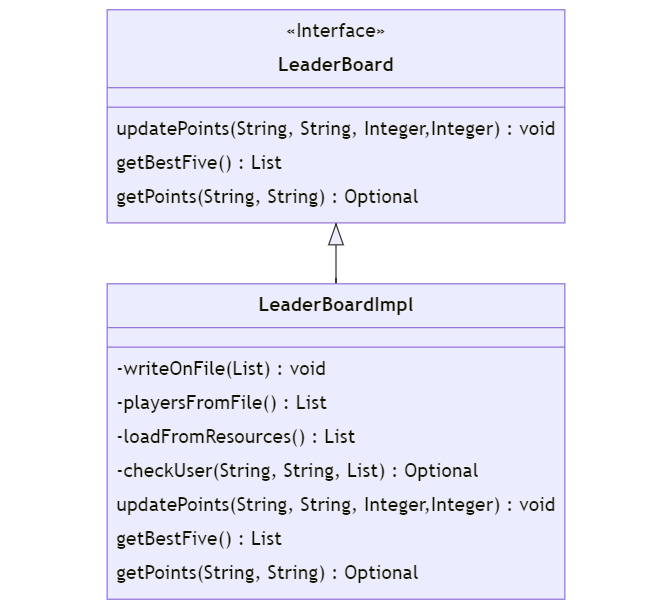 «Interface»
LeaderBoard
updatePoints(String, String, Integer,Integer) : void
getBestFive() : List
getPoints(String, String) : Optional
LeaderBoardImpl
-writeOnFile(List) : void
-playersFromFile() : List
-loadFromResources() : List
-checkUser(String, String, List) : Optional
updatePoints(String, String, Integer,Integer) : void
getBestFive() : List
getPoints(String, String) : Optional